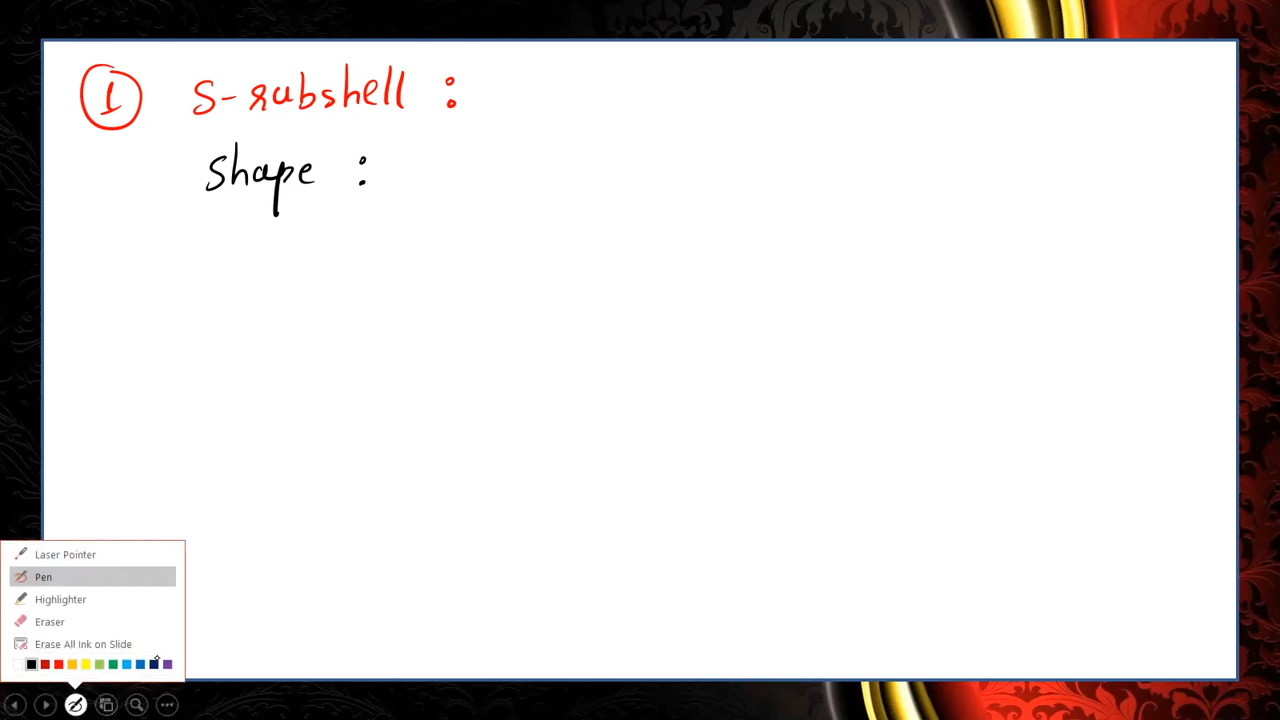 1 s-subshell :
Shape :
Laser Pointer
Pen
Highlighter
Eraser
Erase All Ink on Slide